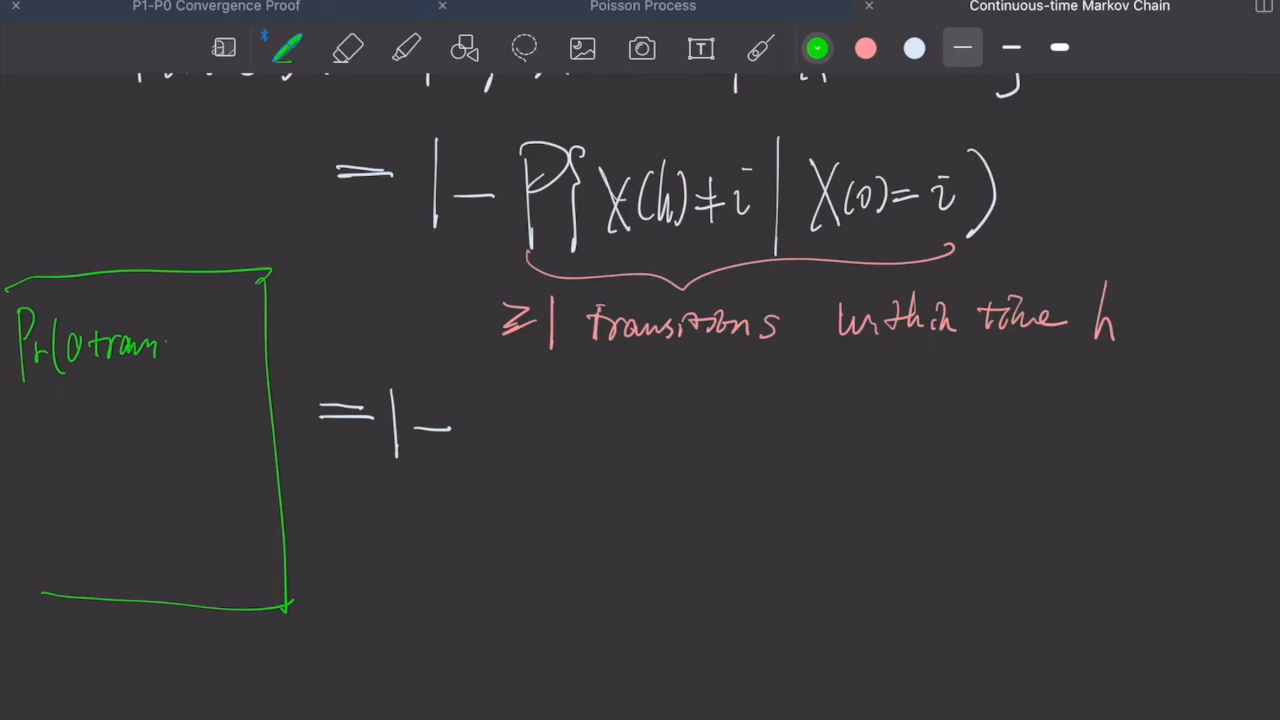 P1-P0 Convergence Proof
Poisson Process
Continuous-time Markov Chain
= 1 - P{ X(h) ≠ i | X(0) = i )
≥1 transitions within time h
Pr(0 tran
= 1 -